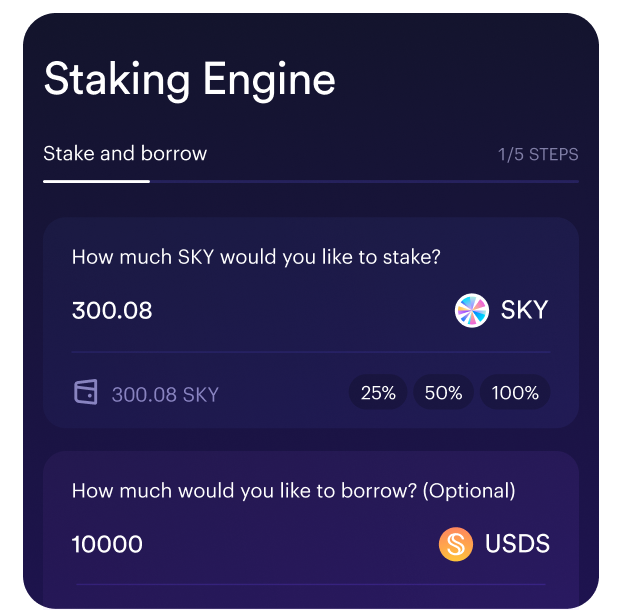 Staking Engine
Stake and borrow 1/5 STEPS
How much SKY would you like to stake?
300.08 SKY
300.08 SKY 25% 50% 100%
How much would you like to borrow? (Optional)
10000 USDS